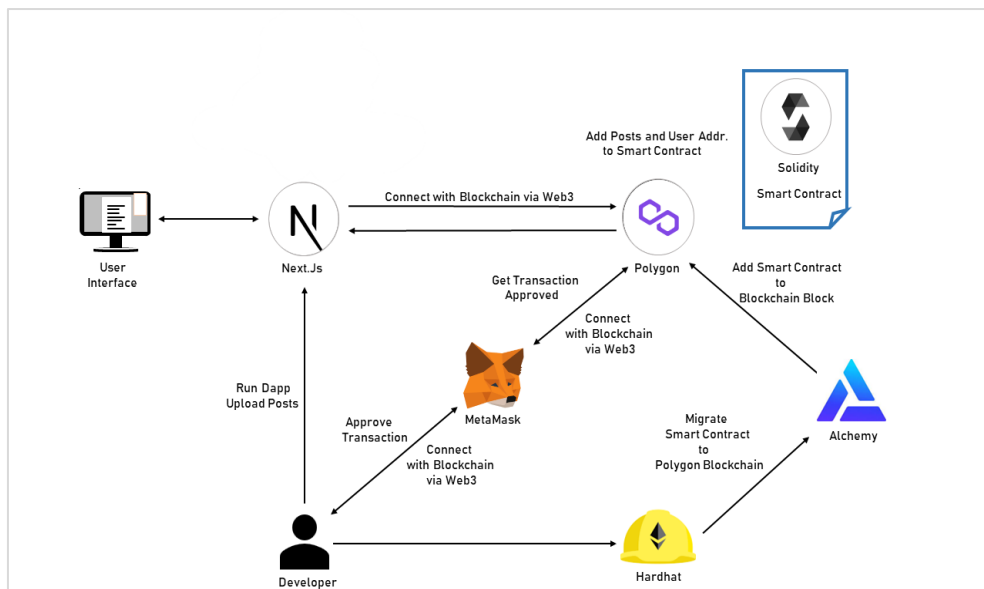 Solidity
Smart Contract
Add Posts and User Addr.
to Smart Contract
Connect with Blockchain via Web3
User
Interface
Next.Js
Polygon
Get Transaction
Approved
Connect
with Blockchain
via Web3
Add Smart Contract
to
Blockchain Block
MetaMask
Run Dapp
Upload Posts
Approve
Transaction
Connect
with Blockchain
via Web3
Migrate
Smart Contract
to
Polygon Blockchain
Alchemy
Developer
Hardhat